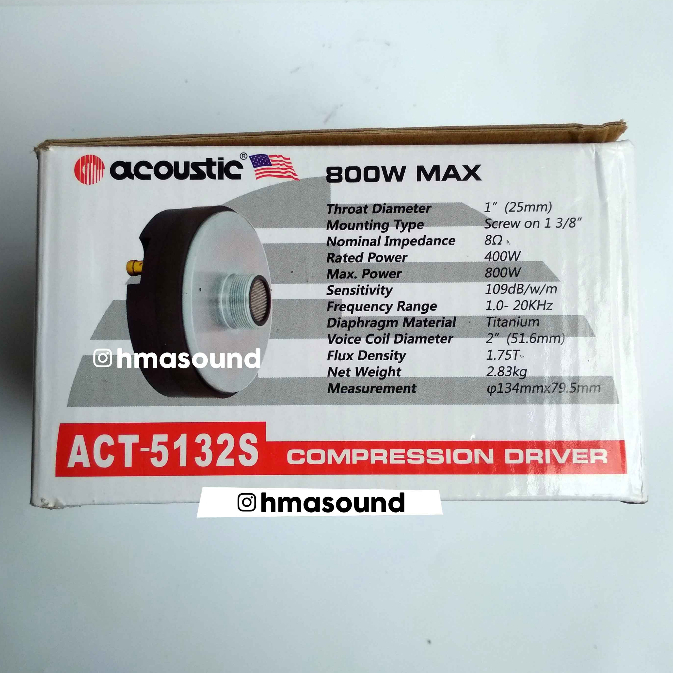 acoustic®
800W MAX
Throat Diameter 1" (25mm)
Mounting Type Screw on 1 3/8"
Nominal Impedance 8Ω
Rated Power 400W
Max. Power 800W
Sensitivity 109dB/w/m
Frequency Range 1.0- 20KHz
Diaphragm Material Titanium
Voice Coil Diameter 2" (51.6mm)
Flux Density 1.75T
Net Weight 2.83kg
Measurement φ134mmx79.5mm
hmasound
ACT-5132S COMPRESSION DRIVER
hmasound